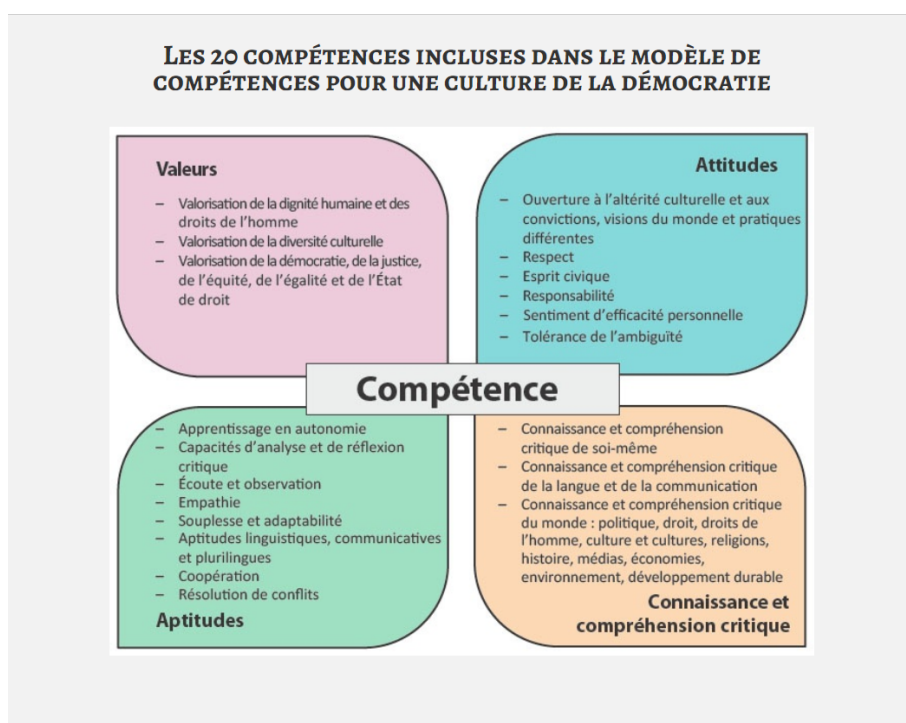 Les 20 compétences incluses dans le modèle de
compétences pour une culture de la démocratie
Valeurs
– Valorisation de la dignité humaine et des
droits de l’homme
– Valorisation de la diversité culturelle
– Valorisation de la démocratie, de la justice,
de l’équité, de l’égalité et de l’État
de droit
Attitudes
– Ouverture à l’altérité culturelle et aux
convictions, visions du monde et pratiques
différentes
– Respect
– Esprit civique
– Responsabilité
– Sentiment d’efficacité personnelle
– Tolérance de l’ambiguïté
Compétence
– Apprentissage en autonomie
– Capacités d’analyse et de réflexion
critique
– Écoute et observation
– Empathie
– Souplesse et adaptabilité
– Aptitudes linguistiques, communicatives
et plurilingues
– Coopération
– Résolution de conflits
Aptitudes
– Connaissance et compréhension
critique de soi-même
– Connaissance et compréhension critique
de la langue et de la communication
– Connaissance et compréhension critique
du monde : politique, droit, droits de
l’homme, culture et cultures, religions,
histoire, médias, économies,
environnement, développement durable
Connaissance et
compréhension critique